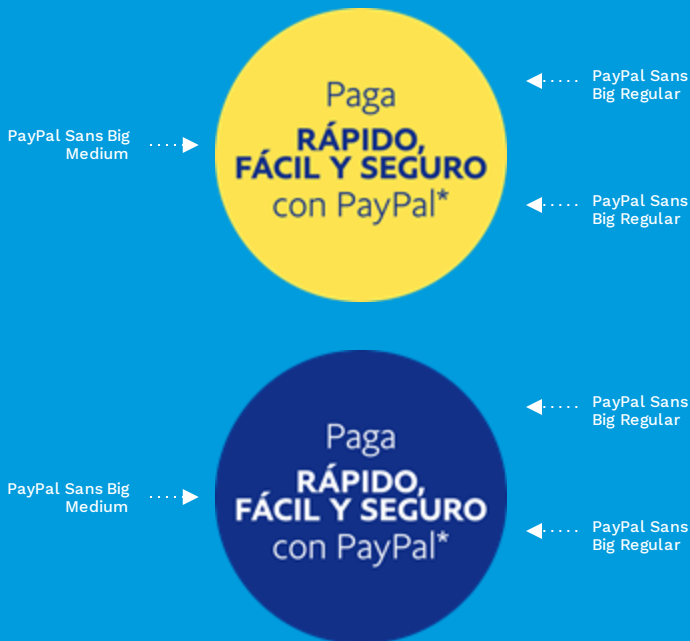 PayPal Sans
Big Regular
Paga
PayPal Sans Big
Medium
RÁPIDO,
FÁCIL Y SEGURO
con PayPal*
PayPal Sans
Big Regular
PayPal Sans
Big Regular
Paga
PayPal Sans Big
Medium
RÁPIDO,
FÁCIL Y SEGURO
con PayPal*
PayPal Sans
Big Regular